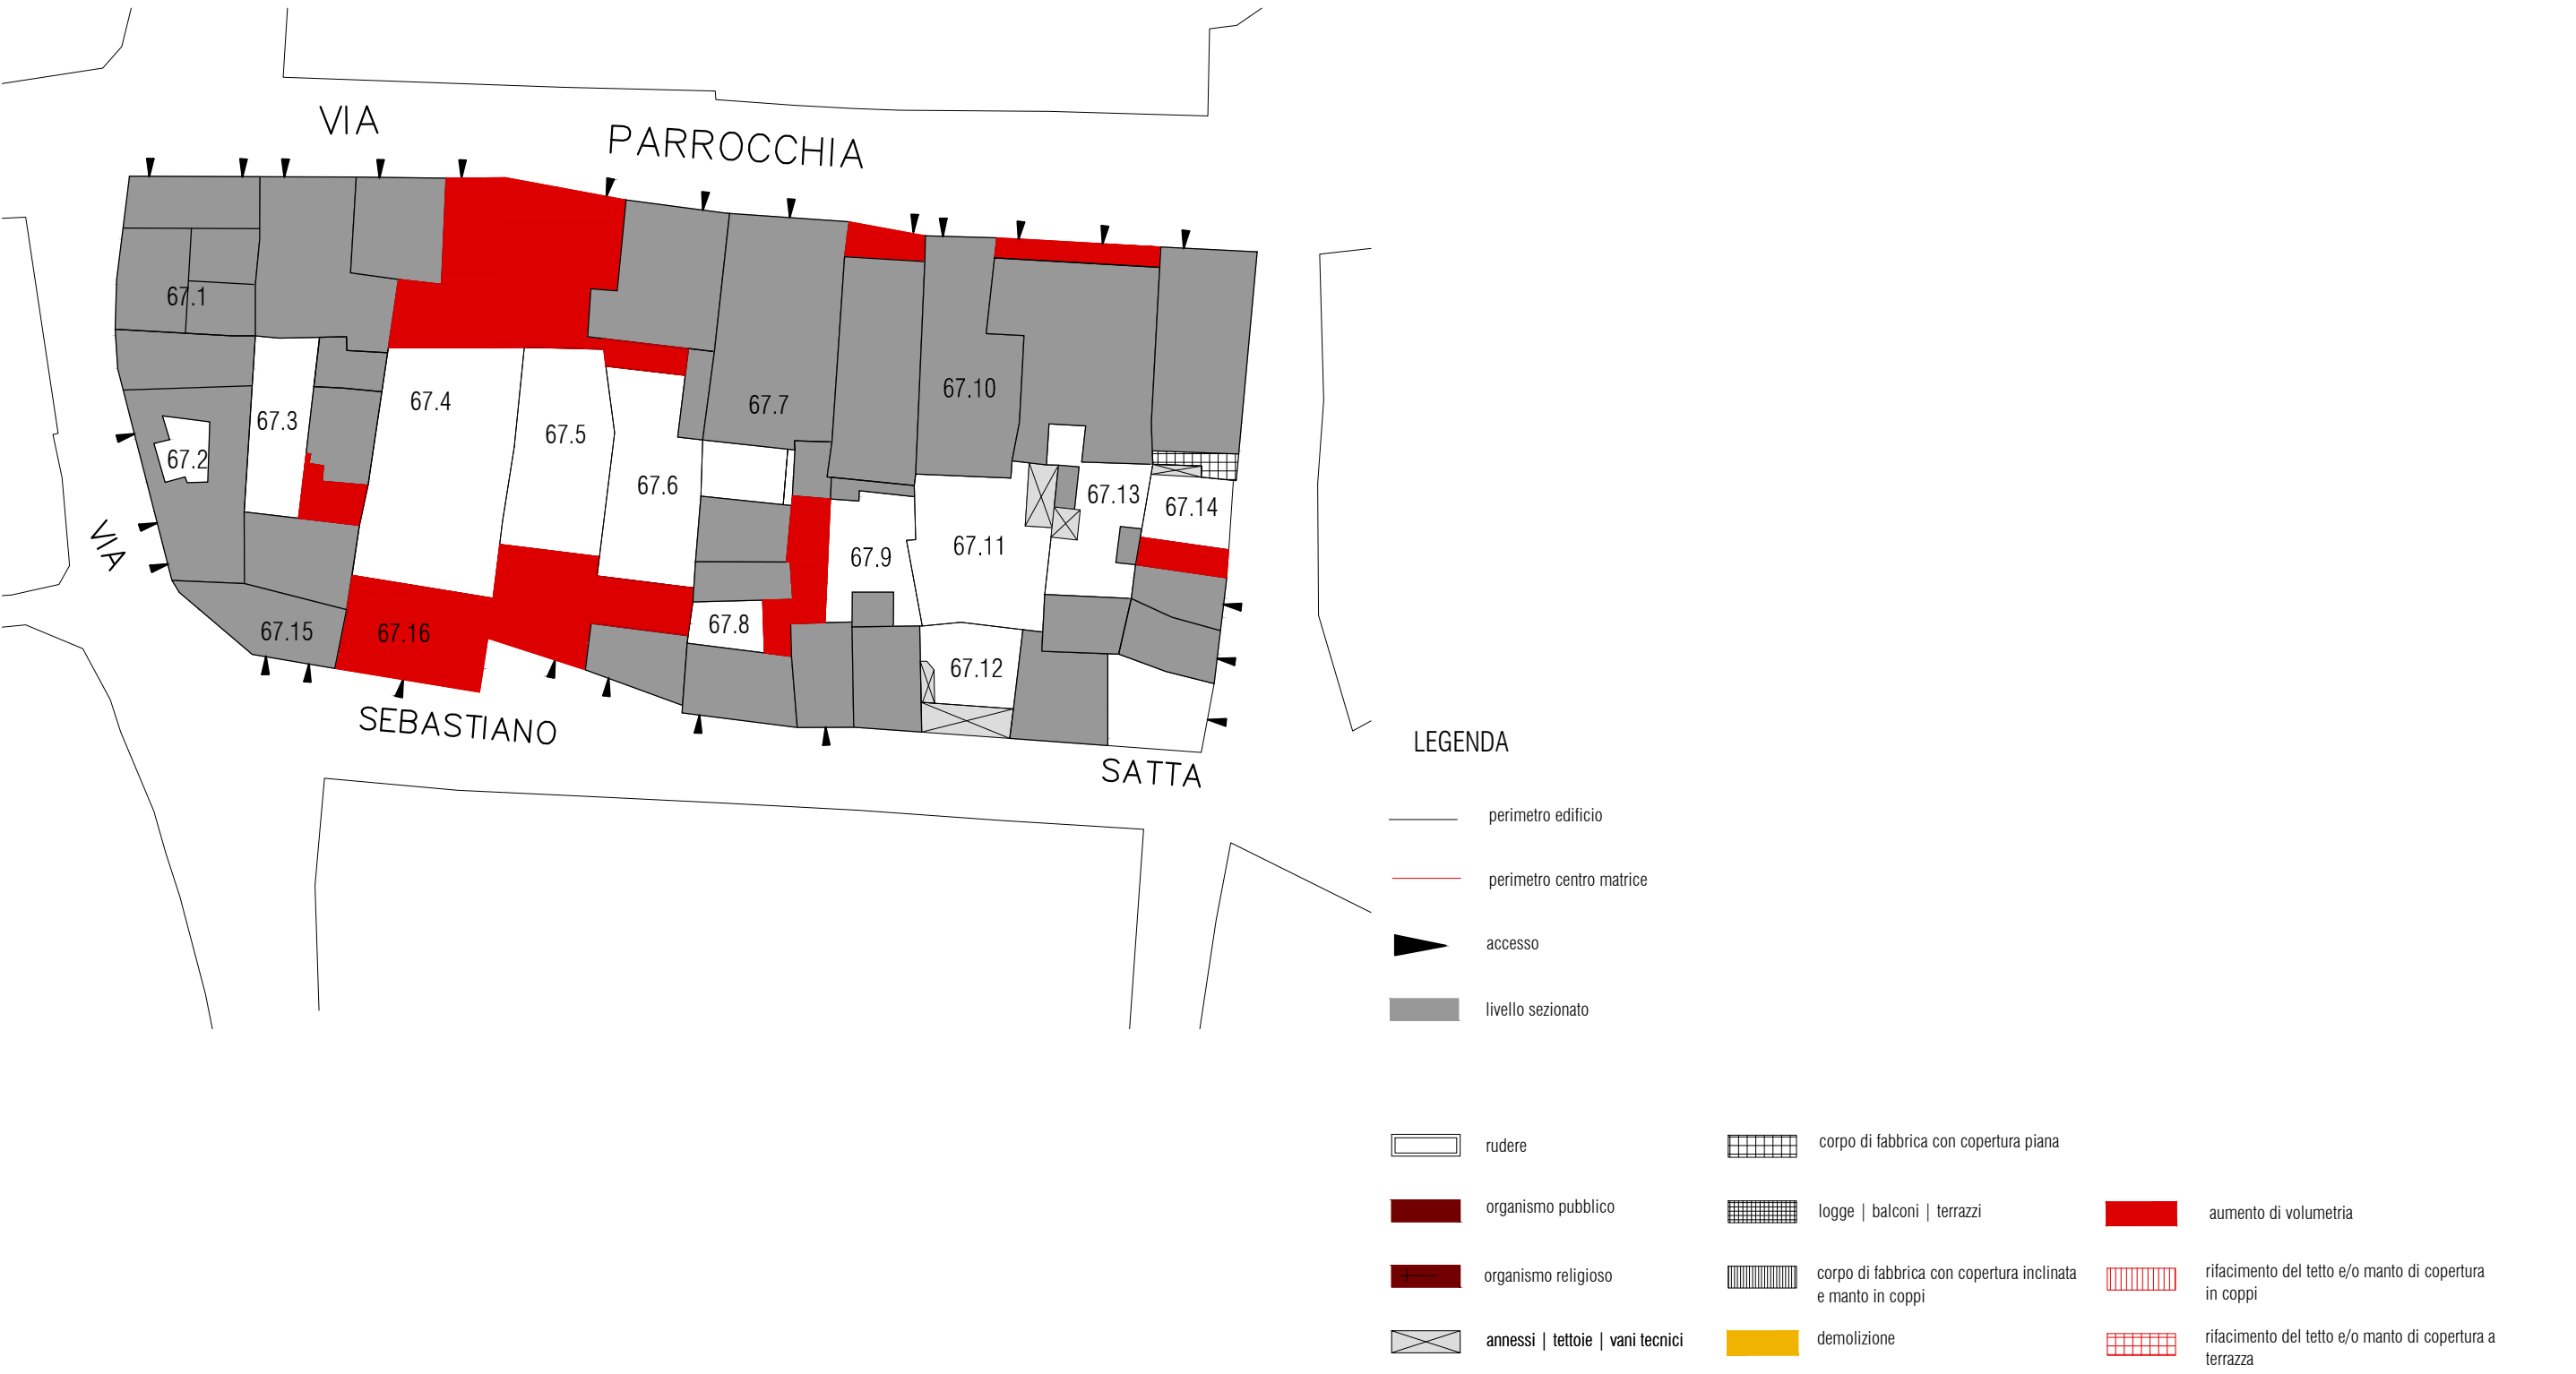 VIA
PARROCCHIA
67.1
67.4
67.10
67.7
67.3
67.5
67.2
67.6
67.13
67.14
67.11
67.9
VIA
67.8
67.15
67.16
67.12
SEBASTIANO
SATTA
LEGENDA
perimetro edificio
perimetro centro matrice
accesso
livello sezionato
rudere
organismo pubblico
organismo religioso
annessi | tettoie | vani tecnici
corpo di fabbrica con copertura piana
logge | balconi | terrazzi
corpo di fabbrica con copertura inclinata
e manto in coppi
demolizione
aumento di volumetria
rifacimento del tetto e/o manto di copertura
in coppi
rifacimento del tetto e/o manto di copertura a
terrazza